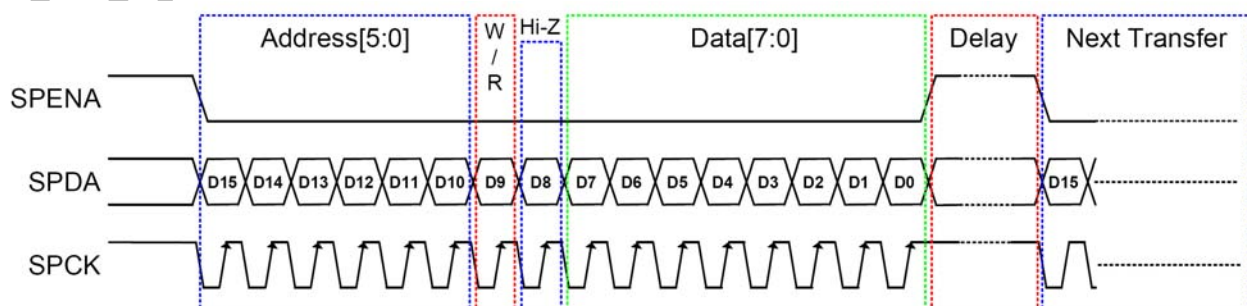 Address[5:0] W / R Hi-Z Data[7:0] Delay Next Transfer
SPENA
SPDA D15 D14 D13 D12 D11 D10 D9 D8 D7 D6 D5 D4 D3 D2 D1 D0 D15
SPCK